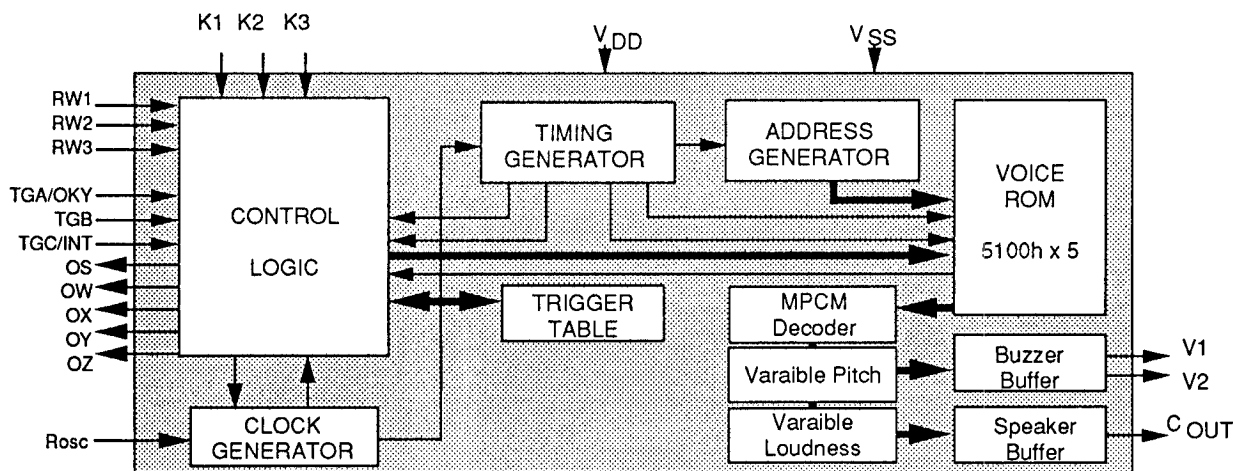 K1 K2 K3
VDD
VSS
RW1
RW2
RW3
TGA/OKY
TGB
TGC/INT
OS
OW
OX
OY
OZ
Rosc
CONTROL
LOGIC
CLOCK
GENERATOR
TIMING
GENERATOR
ADDRESS
GENERATOR
VOICE
ROM
5100h x 5
TRIGGER
TABLE
MPCM
Decoder
Varaible Pitch
Varaible
Loudness
Buzzer
Buffer
Speaker
Buffer
V1
V2
COUT